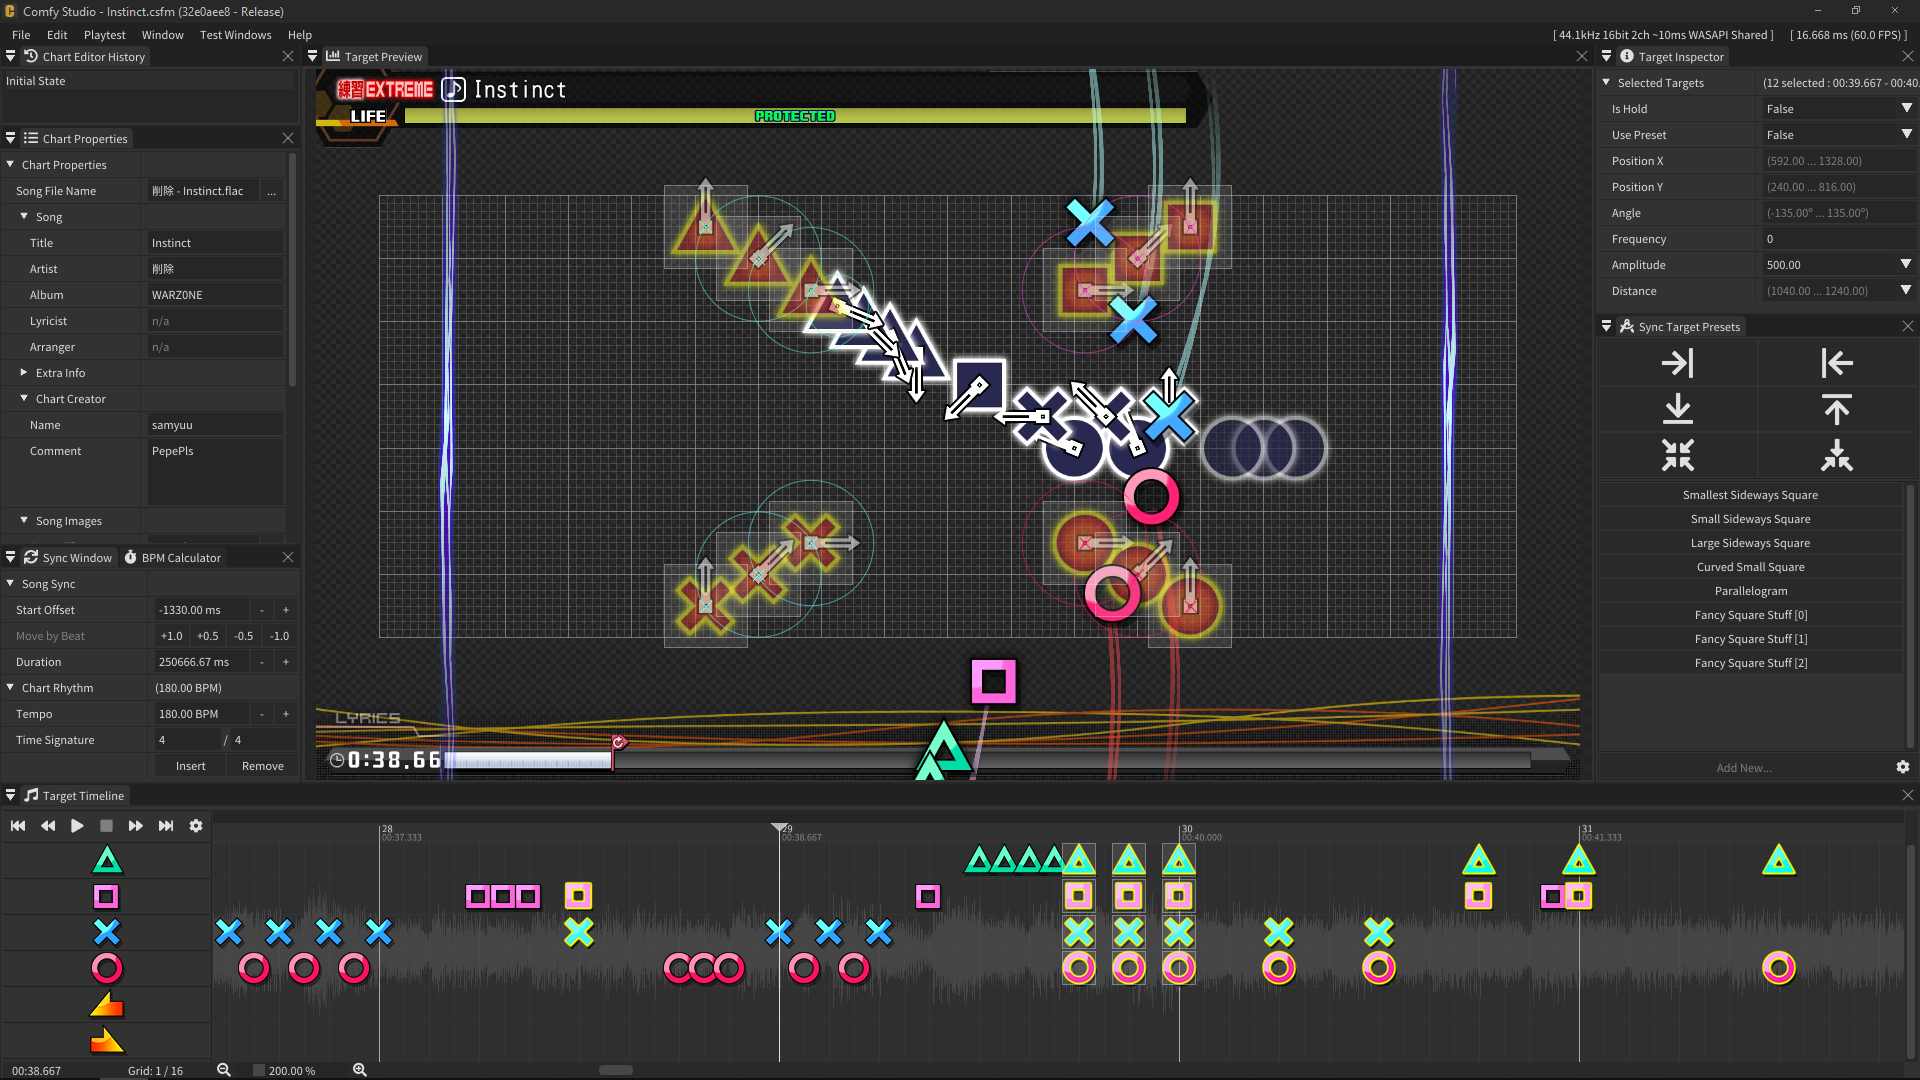 Comfy Studio - Instinct.csfm (32e0aee8 - Release)
File Edit Playtest Window Test Windows Help
[ 44.1kHz 16bit 2ch ~10ms WASAPI Shared ] [ 16.668 ms (60.0 FPS) ]
Chart Editor History
Initial State
Chart Properties
Chart Properties
Song File Name 削除 - Instinct.flac ...
Song
Title Instinct
Artist 削除
Album WARZ0NE
Lyricist n/a
Arranger n/a
Extra Info
Chart Creator
Name samyuu
Comment PepePls
Song Images
Sync Window BPM Calculator
Song Sync
Start Offset -1330.00 ms - +
Move by Beat +1.0 +0.5 -0.5 -1.0
Duration 250666.67 ms - +
Chart Rhythm (180.00 BPM)
Tempo 180.00 BPM - +
Time Signature 4 / 4
Insert Remove
Target Preview
練習 EXTREME Instinct
LIFE PROTECTED
LYRICS
0:38.66
Target Inspector
Selected Targets (12 selected : 00:39.667 - 00:40.
Is Hold False
Use Preset False
Position X (592.00 ... 1328.00)
Position Y (240.00 ... 816.00)
Angle (-135.00° ... 135.00°)
Frequency 0
Amplitude 500.00
Distance (1040.00 ... 1240.00)
Sync Target Presets
Smallest Sideways Square
Small Sideways Square
Large Sideways Square
Curved Small Square
Parallelogram
Fancy Square Stuff [0]
Fancy Square Stuff [1]
Fancy Square Stuff [2]
Add New...
Target Timeline
28 29 30 31
00:37.333 00:38.667 00:40.000 00:41.333
00:38.667 Grid: 1 / 16 200.00 %